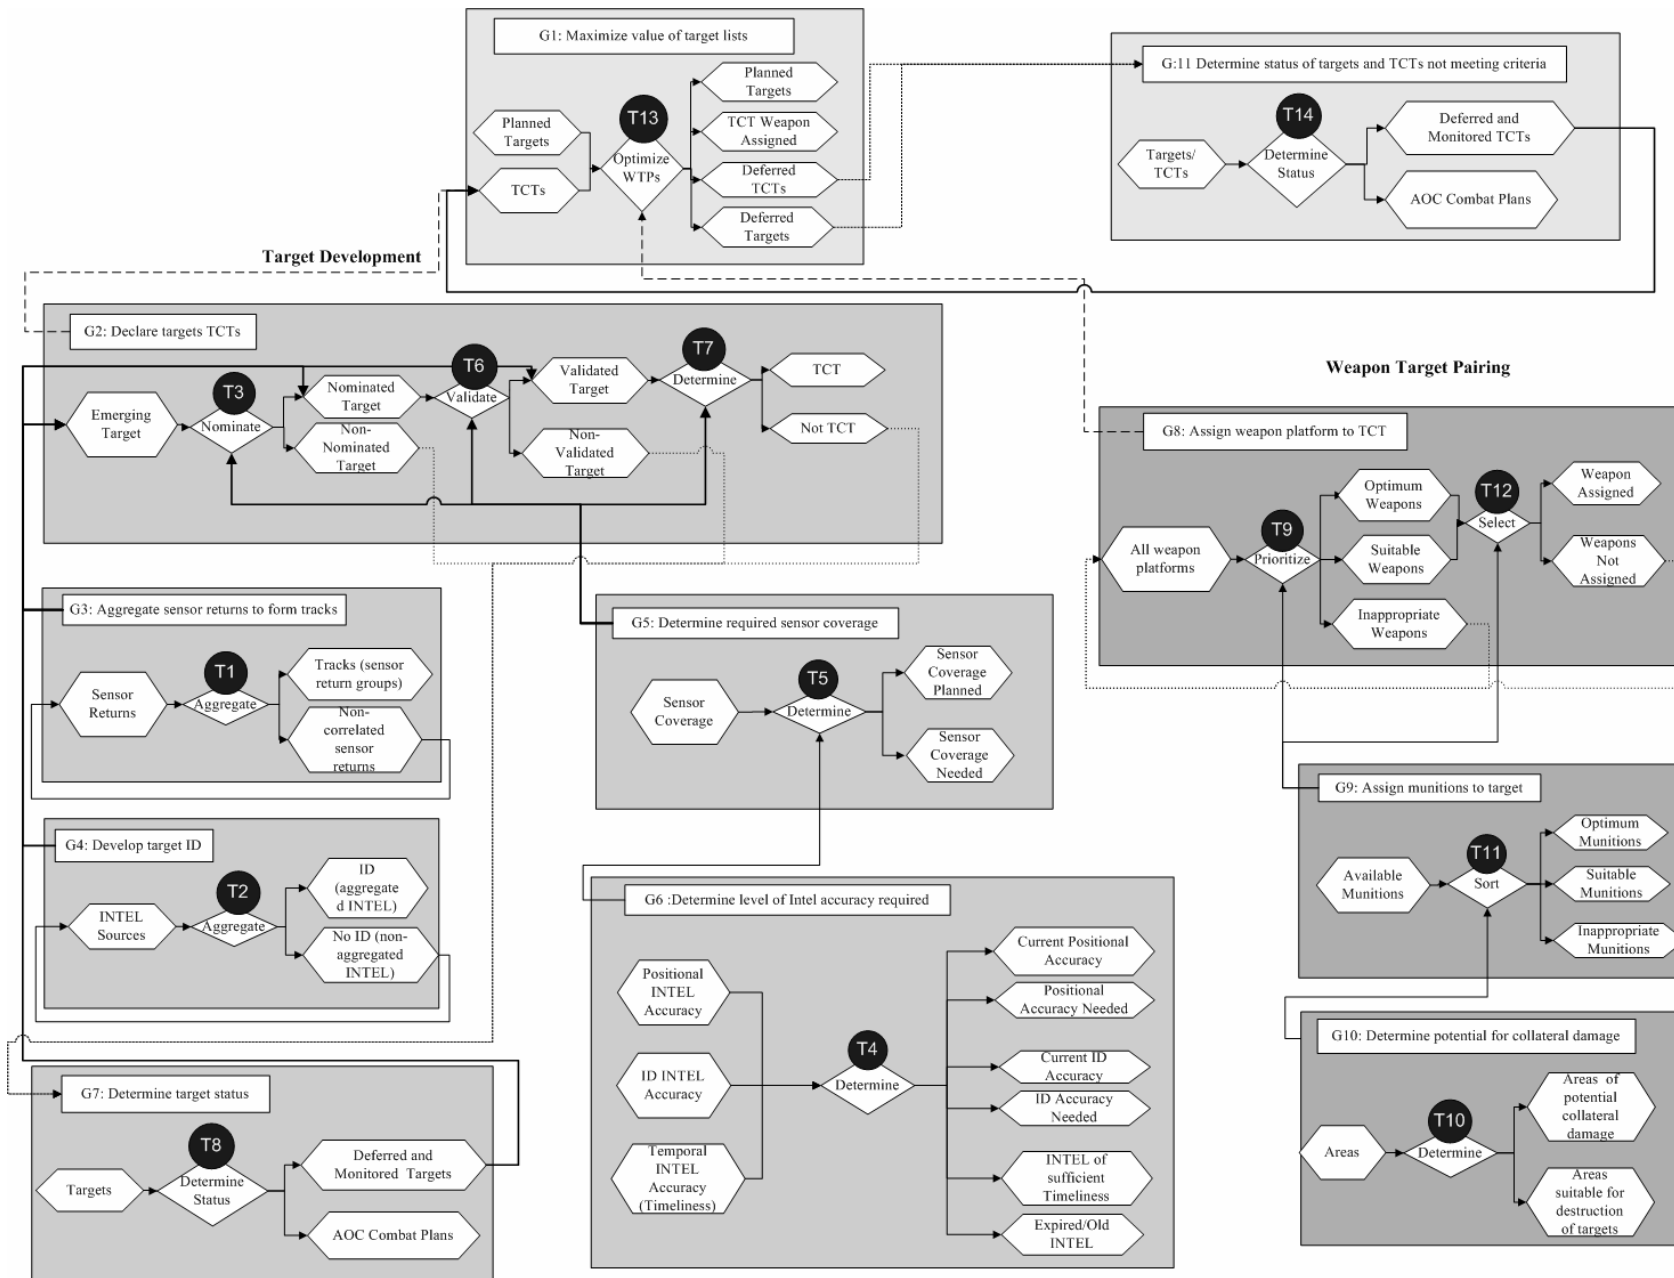 G1: Maximize value of target lists
Planned
Targets
TCTs
T13
Optimize
WTPs
Planned
Targets
TCT Weapon
Assigned
Deferred
TCTs
Deferred
Targets
G:11 Determine status of targets and TCTs not meeting criteria
Targets/
TCTs
T14
Determine
Status
Deferred and
Monitored TCTs
AOC Combat Plans
Target Development
G2: Declare targets TCTs
Emerging
Target
T3
Nominate
Nominated
Target
Non-
Nominated
Target
T6
Validate
Validated
Target
Non-
Validated
Target
T7
Determine
TCT
Not TCT
Weapon Target Pairing
G8: Assign weapon platform to TCT
All weapon
platforms
T9
Prioritize
Optimum
Weapons
Suitable
Weapons
Inappropriate
Weapons
T12
Select
Weapon
Assigned
Weapons
Not
Assigned
G3: Aggregate sensor returns to form tracks
Sensor
Returns
T1
Aggregate
Tracks (sensor
return groups)
Non-
correlated
sensor
returns
G5: Determine required sensor coverage
Sensor
Coverage
T5
Determine
Sensor
Coverage
Planned
Sensor
Coverage
Needed
G9: Assign munitions to target
Available
Munitions
T11
Sort
Optimum
Munitions
Suitable
Munitions
Inappropriate
Munitions
G4: Develop target ID
INTEL
Sources
T2
Aggregate
ID
(aggregate
d INTEL)
No ID (non-
aggregated
INTEL)
G6 :Determine level of Intel accuracy required
Positional
INTEL
Accuracy
ID INTEL
Accuracy
Temporal
INTEL
Accuracy
(Timeliness)
T4
Determine
Current Positional
Accuracy
Positional
Accuracy Needed
Current ID
Accuracy
ID Accuracy
Needed
INTEL of
sufficient
Timeliness
Expired/Old
INTEL
G10: Determine potential for collateral damage
Areas
T10
Determine
Areas of
potential
collateral
damage
Areas
suitable for
destruction
of targets
G7: Determine target status
Targets
T8
Determine
Status
Deferred and
Monitored Targets
AOC Combat Plans